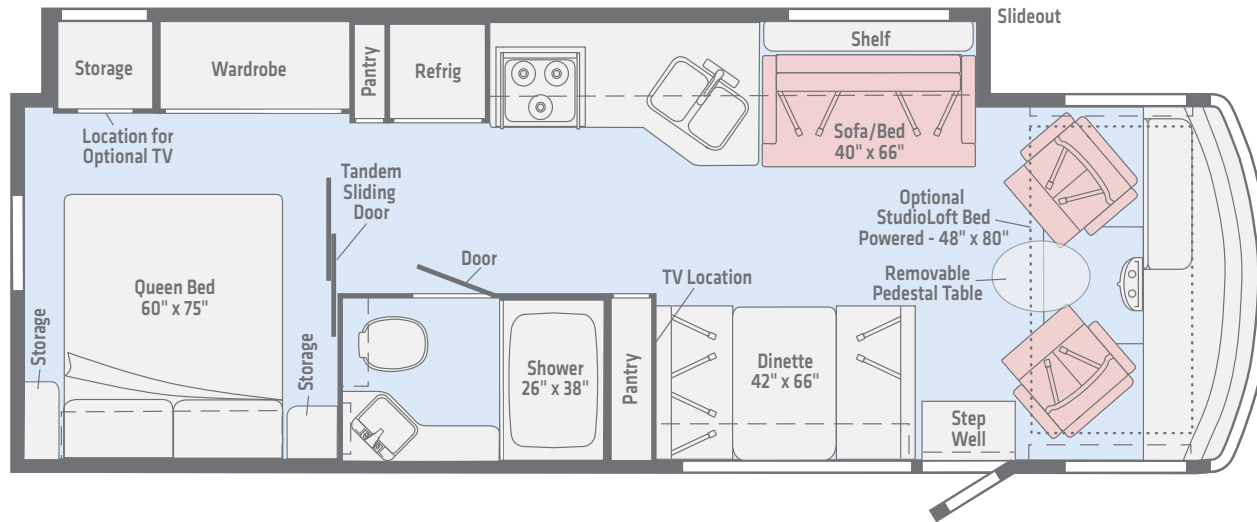 Slideout
Shelf
Storage
Wardrobe
Pantry
Refrig
Sofa/Bed
40" x 66"
Location for
Optional TV
Tandem
Sliding
Door
Optional
StudioLoft Bed
Powered - 48" x 80"
Door
TV Location
Removable
Pedestal Table
Queen Bed
60" x 75"
Storage
Storage
Shower
26" x 38"
Pantry
Dinette
42" x 66"
Step
Well